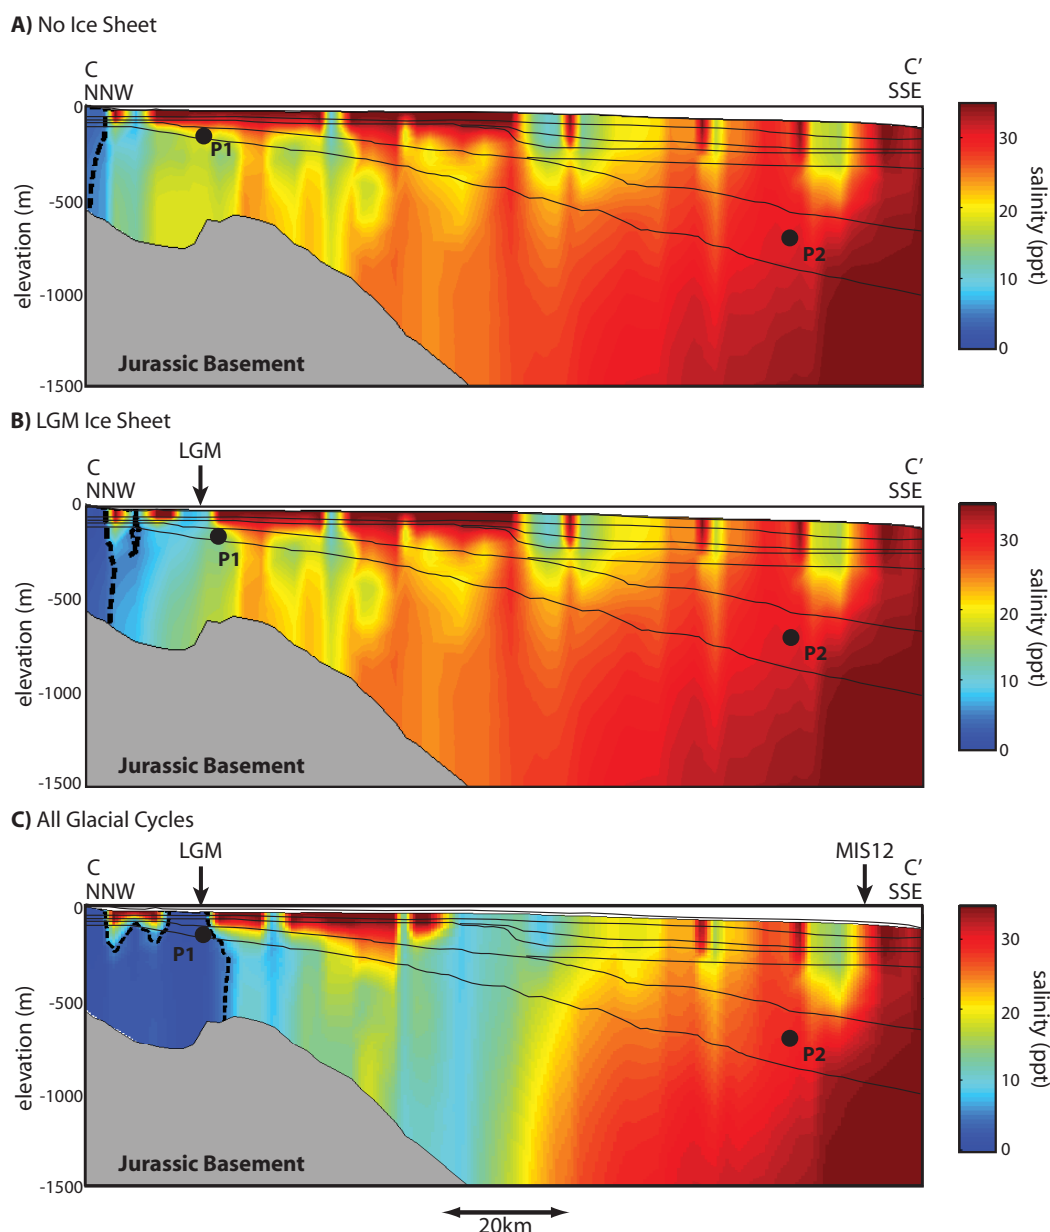 A) No Ice Sheet
C
NNW
C′
SSE
0
-500
-1000
-1500
elevation (m)
P1
P2
Jurassic Basement
30
20
10
0
salinity (ppt)
B) LGM Ice Sheet
LGM
C
NNW
C′
SSE
0
-500
-1000
-1500
elevation (m)
P1
P2
Jurassic Basement
30
20
10
0
salinity (ppt)
C) All Glacial Cycles
LGM
MIS12
C
NNW
C′
SSE
0
-500
-1000
-1500
elevation (m)
P1
P2
Jurassic Basement
30
20
10
0
salinity (ppt)
20km